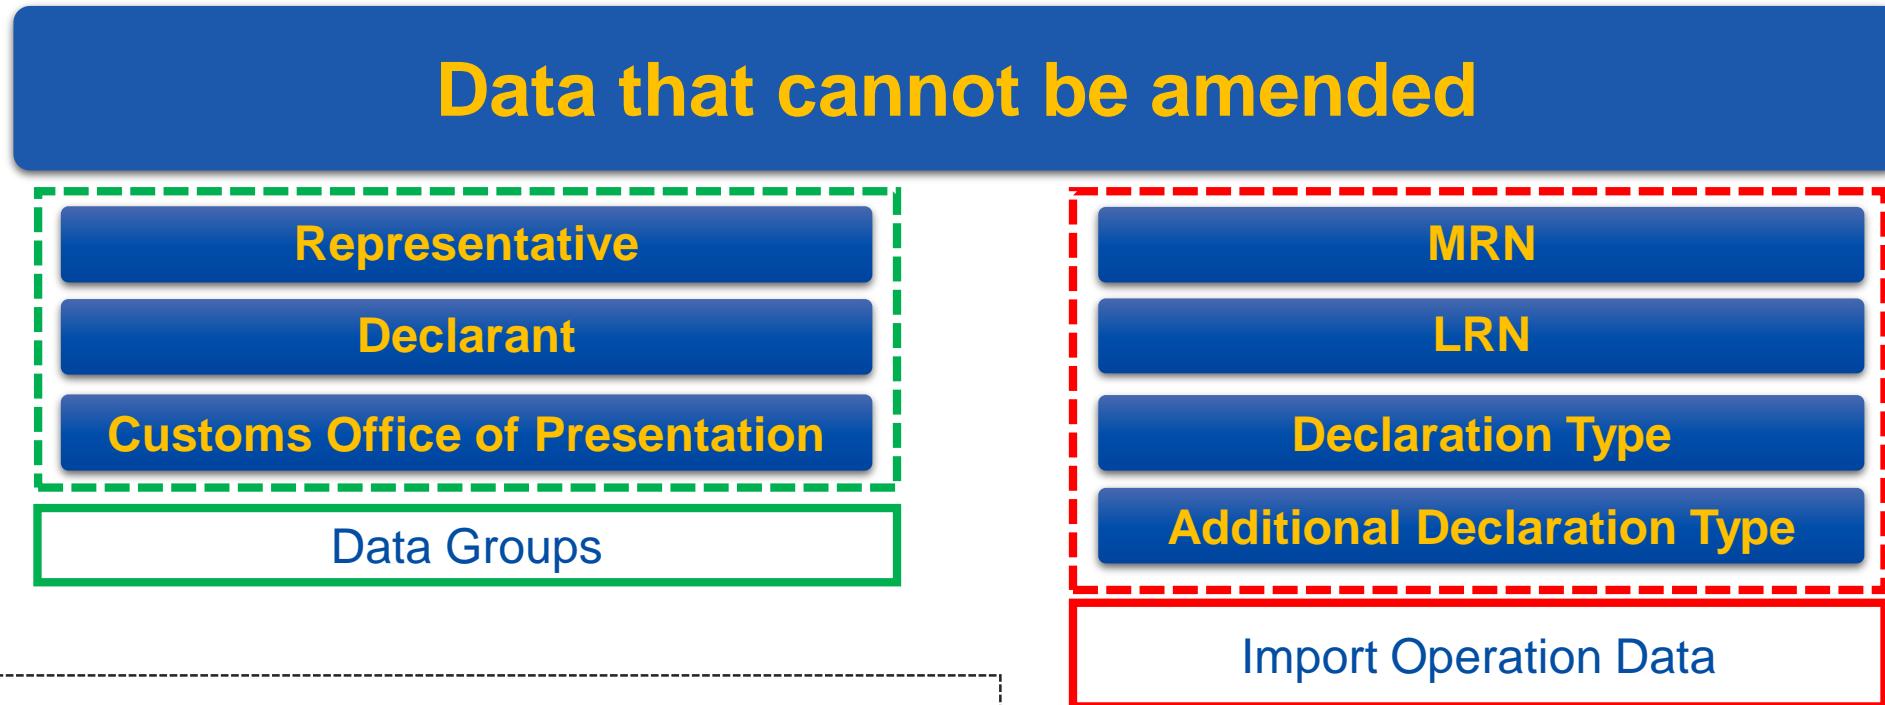 Data that cannot be amended
Representative
Declarant
Customs Office of Presentation
Data Groups
MRN
LRN
Declaration Type
Additional Declaration Type
Import Operation Data